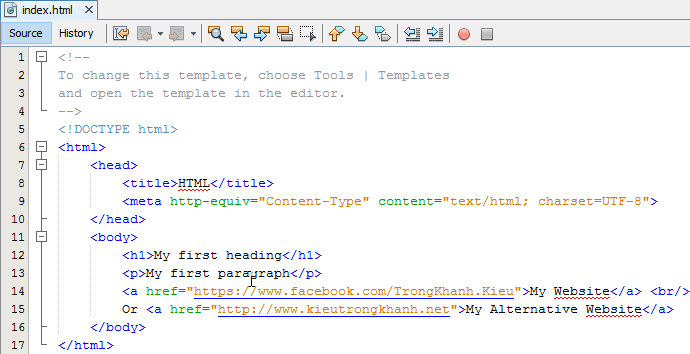 index.html
Source History
1 <!--
2 To change this template, choose Tools | Templates
3 and open the template in the editor.
4 -->
5 <!DOCTYPE html>
6 <html>
7 <head>
8 <title>HTML</title>
9 <meta http-equiv="Content-Type" content="text/html; charset=UTF-8">
10 </head>
11 <body>
12 <h1>My first heading</h1>
13 <p>My first paragraph</p>
14 <a href="https://www.facebook.com/TrongKhanh.Kieu">My Website</a> <br/>
15 Or <a href="http://www.kieutrongkhanh.net">My Alternative Website</a>
16 </body>
17 </html>